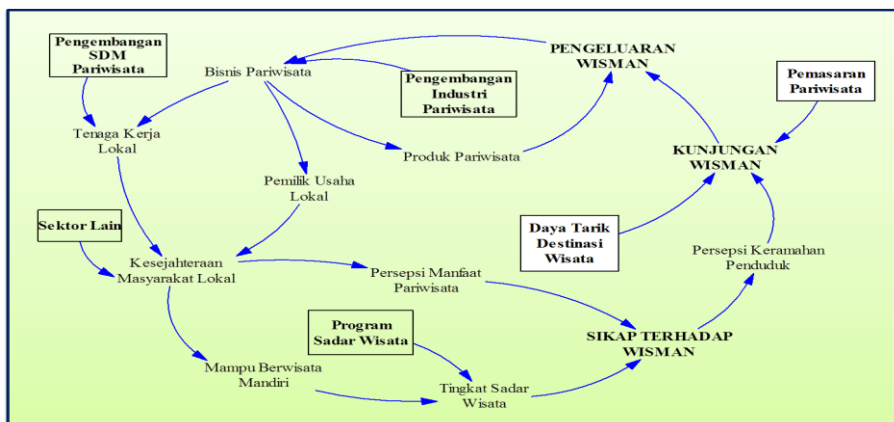 Pengembangan
SDM
Pariwisata
Bisnis Pariwisata
PENGELUARAN
WISMAN
Pengembangan
Industri
Pariwisata
Pemasaran
Pariwisata
Tenaga Kerja
Lokal
Produk Pariwisata
KUNJUNGAN
WISMAN
Pemilik Usaha
Lokal
Sektor Lain
Daya Tarik
Destinasi
Wisata
Kesejahteraan
Masyarakat Lokal
Persepsi Manfaat
Pariwisata
Persepsi Keramahan
Penduduk
Program
Sadar Wisata
SIKAP TERHADAP
WISMAN
Mampu Berwisata
Mandiri
Tingkat Sadar
Wisata